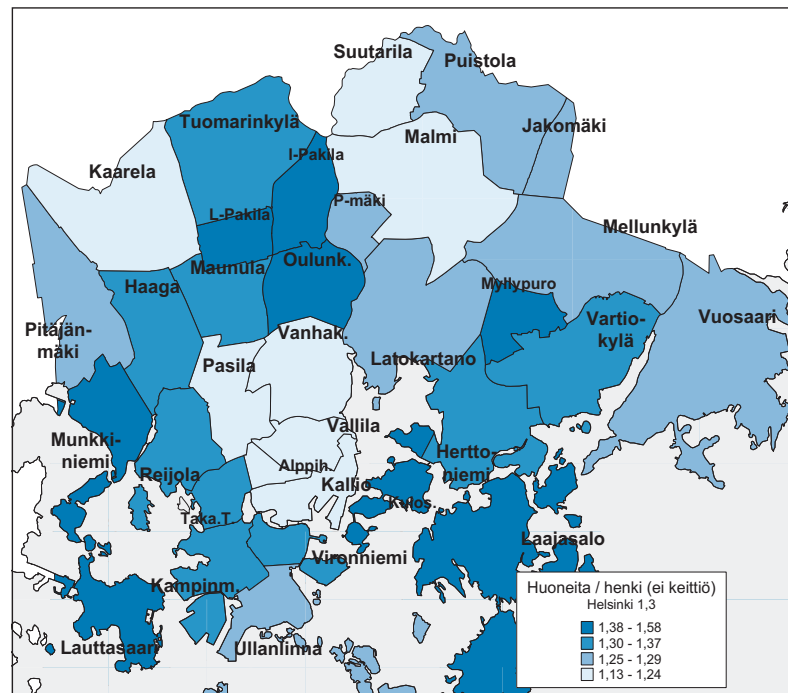 Suutarila
Puistola
Tuomarinkylä
Malmi
Jakomäki
I-Pakila
Kaarela
P-mäki
L-Pakila
Mellunkylä
Maunula
Oulunk.
Haaga
Myllypuro
Vartio-
kylä
Vuosaari
Pitäjän-
mäki
Vanhak.
Latokartano
Pasila
Vallila
Munkki-
niemi
Hertto-
niemi
Reijola
Alppih.
Kallio
Kulos.
Taka.T
Laajasalo
Vironniemi
Kampinm.
Lauttasaari
Ullanlinna
Huoneita / henki (ei keittiö)
Helsinki 1,3
1,38 - 1,58
1,30 - 1,37
1,25 - 1,29
1,13 - 1,24